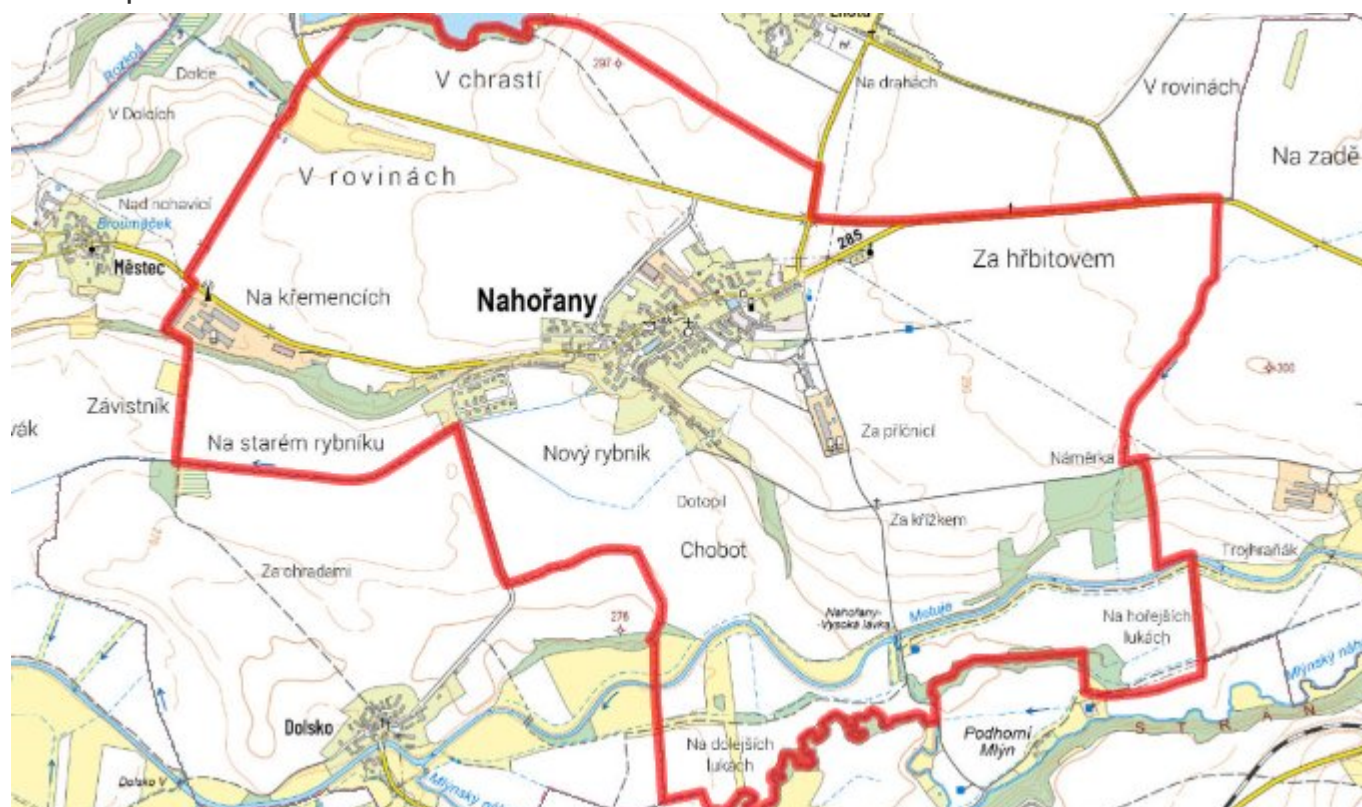 Lhota
Rozkoš
Dolce
V chrastí
297
Na drahách
V rovinách
V Dolcích
Na zadě
V rovinách
Nad nohavicí
Broumáček
285
Městec
Na křemencích
Nahořany
Za hřbitovem
300
Závistník
vák
Na starém rybníku
Nový rybník
Za příčnicí
Náměrka
Dotopil
Za křížkem
Chobot
Trojhraňák
Za ohradami
276
Nahořany-
-Vysoká lávka
Metuje
Na hořejších
lukách
Mlýnský náh
Dolsko
Na dolejších
lukách
Podhorní
Mlýn
STRÁN
Dolsko V
Mlýnský náh